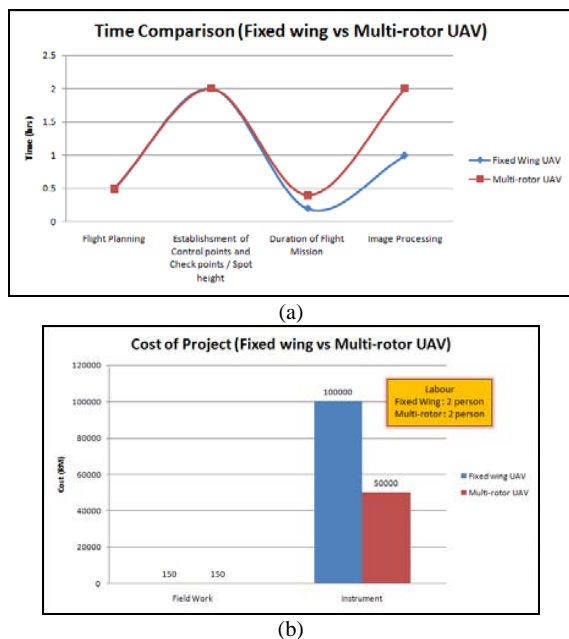 Time Comparison (Fixed wing vs Multi-rotor UAV)
2.5
2
1.5
1
0.5
0
Time (hrs)
Flight Planning
Establishsment of
Control points and
Check points / Spot
height
Duration of Flight
Mission
Image Processing
Fixed Wing UAV
Multi-rotor UAV
(a)
Cost of Project (Fixed wing vs Multi-rotor UAV)
120000
100000
80000
60000
40000
20000
0
Cost (RM)
150
150
100000
50000
Labour
Fixed Wing : 2 person
Multi-rotor : 2 person
Fixed wing UAV
Multi-rotor UAV
Field Work
Instrument
(b)